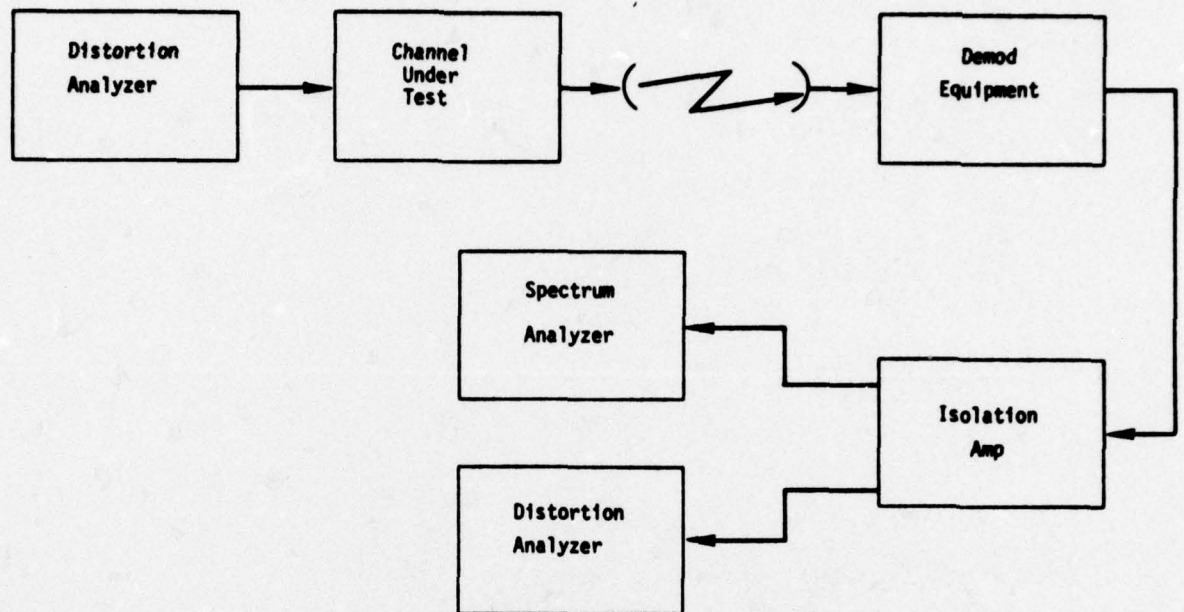 Distortion
Analyzer
Channel
Under
Test
Demod
Equipment
Spectrum
Analyzer
Isolation
Amp
Distortion
Analyzer